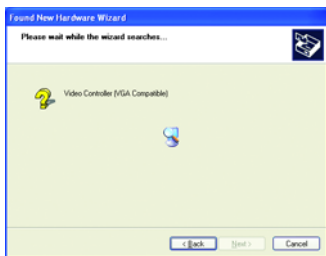 Found New Hardware Wizard
Please wait while the wizard searches...
Video Controller (VGA Compatible)
< Back Next > Cancel